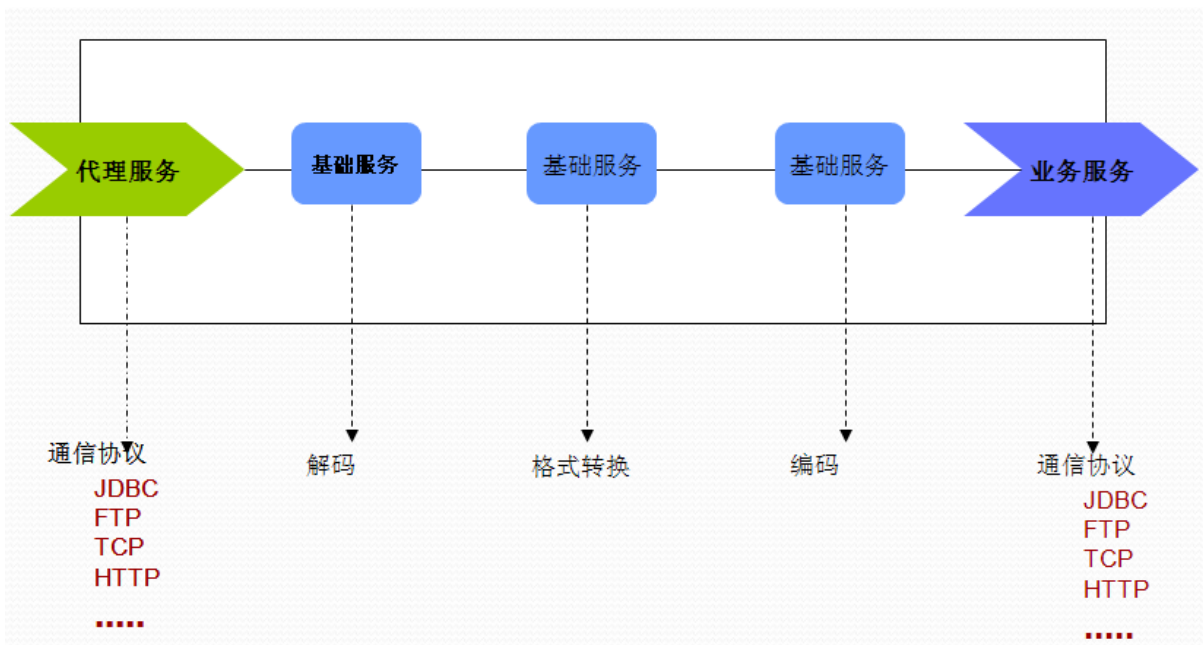 代理服务
基础服务
基础服务
基础服务
业务服务
通信协议
JDBC
FTP
TCP
HTTP
.....
解码
格式转换
编码
通信协议
JDBC
FTP
TCP
HTTP
.....